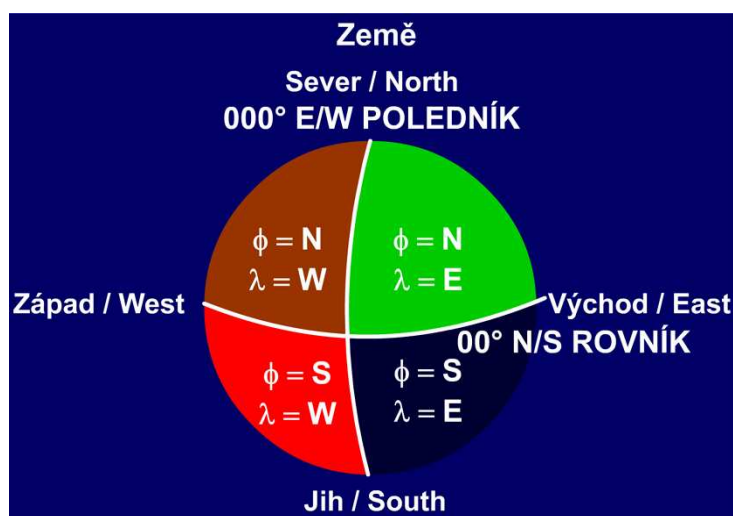 Země
Sever / North
000° E/W POLEDNÍK
ϕ = N
λ = W
ϕ = N
λ = E
Západ / West
Východ / East
00° N/S ROVNÍK
ϕ = S
λ = W
ϕ = S
λ = E
Jih / South